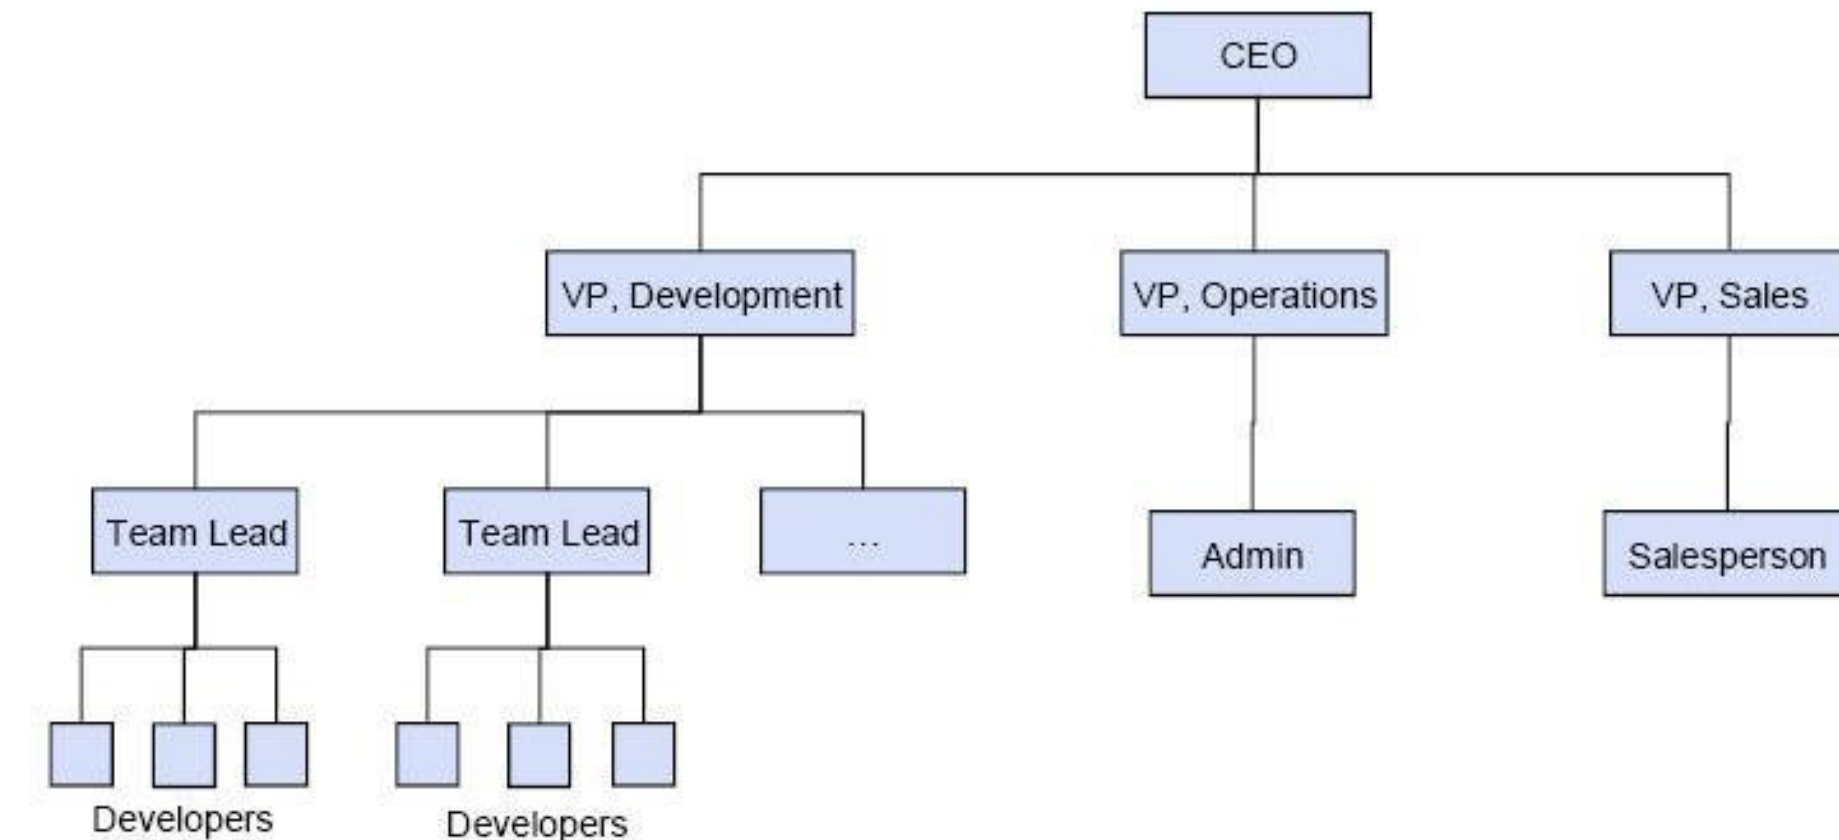 CEO
VP, Development
VP, Operations
VP, Sales
Team Lead
Team Lead
...
Admin
Salesperson
Developers
Developers